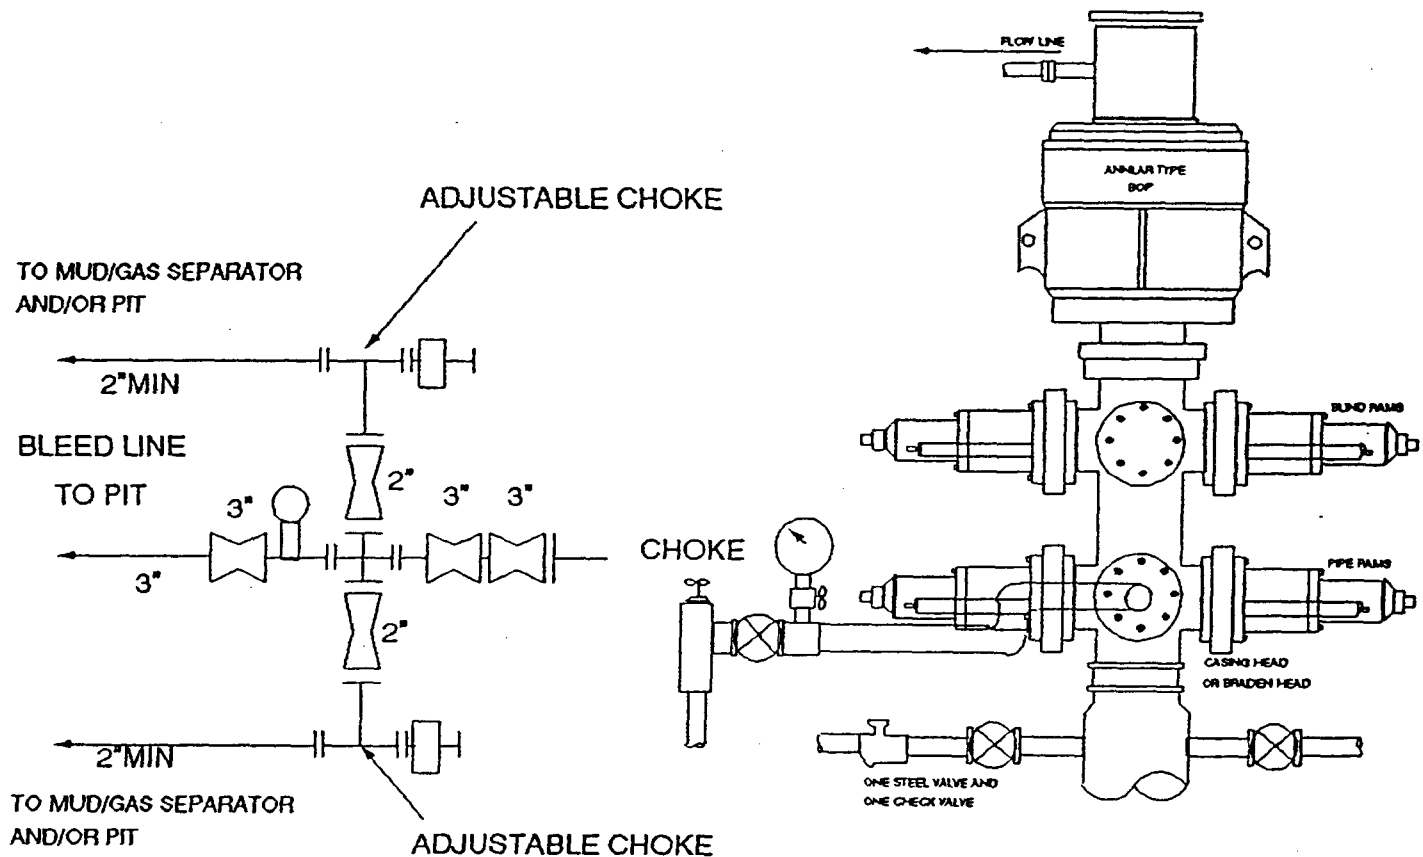 FLOW LINE
ANNLAR TYPE
BOP
ADJUSTABLE CHOKE
TO MUD/GAS SEPARATOR
AND/OR PIT
2"MIN
BLEED LINE
TO PIT
2"
3"
3"
3"
3"
2"
2"MIN
TO MUD/GAS SEPARATOR
AND/OR PIT
ADJUSTABLE CHOKE
BLIND RAMS
CHOKE
PIPE RAMS
CASING HEAD
OR BRADEN HEAD
ONE STEEL VALVE AND
ONE CHECK VALVE